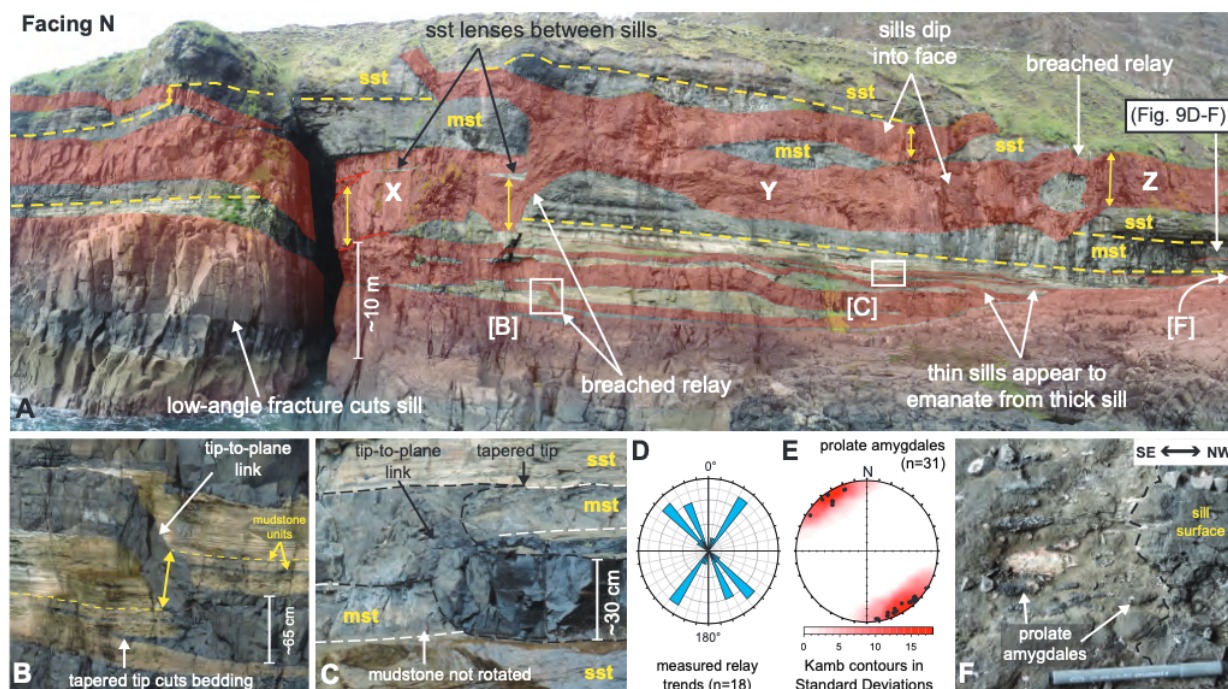 Facing N
sst lenses between sills
sills dip
into face
breached relay
(Fig. 9D-F)
sst
sst
mst
mst
sst
X
Y
Z
sst
mst
~10 m
[B]
[C]
[F]
breached relay
thin sills appear to
emanate from thick sill
low-angle fracture cuts sill
A
tip-to-plane
link
mudstone
units
~65 cm
B
tapered tip cuts bedding
tip-to-plane
link
tapered tip
sst
mst
mst
~30 cm
C
mudstone not rotated
sst
D
0°
180°
measured relay
trends (n=18)
E
prolate amygdales
(n=31)
N
0
5
10
15
Kamb contours in
Standard Deviations
SE
NW
sill
surface
prolate
amygdales
F